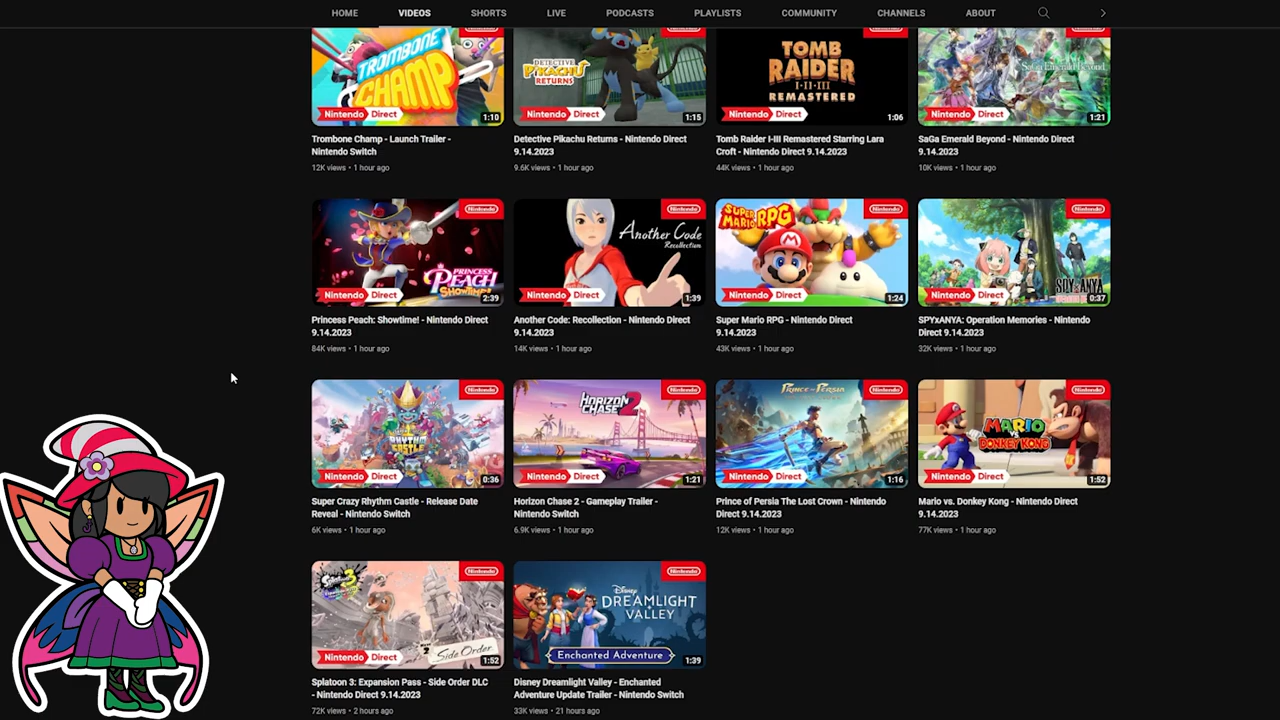 HOME VIDEOS SHORTS LIVE PODCASTS PLAYLISTS COMMUNITY CHANNELS ABOUT
TROMBONE
CHAMP
Nintendo Direct
1:10
DETECTIVE
PIKACHU
RETURNS
Nintendo Direct
1:15
TOMB
RAIDER
I•II•III
REMASTERED
Nintendo Direct
1:06
SaGa Emerald Beyond
Nintendo Direct
1:21
Trombone Champ - Launch Trailer -
Nintendo Switch
12K views • 1 hour ago
Detective Pikachu Returns - Nintendo Direct
9.14.2023
9.6K views • 1 hour ago
Tomb Raider I-III Remastered Starring Lara
Croft - Nintendo Direct 9.14.2023
44K views • 1 hour ago
SaGa Emerald Beyond - Nintendo Direct
9.14.2023
10K views • 1 hour ago
Nintendo
PRINCESS
PEACH
SHOWTIME!
Nintendo Direct
2:39
Nintendo
Another Code
Recollection
Nintendo Direct
1:39
Nintendo
SUPER
MARIO RPG
Nintendo Direct
1:24
Nintendo
SPY×ANYA
Nintendo Direct
0:37
Princess Peach: Showtime! - Nintendo Direct
9.14.2023
84K views • 1 hour ago
Another Code: Recollection - Nintendo Direct
9.14.2023
14K views • 1 hour ago
Super Mario RPG - Nintendo Direct
9.14.2023
43K views • 1 hour ago
SPYxANYA: Operation Memories - Nintendo
Direct 9.14.2023
32K views • 1 hour ago
Nintendo
RHYTHM
CASTLE
Nintendo Direct
0:36
Nintendo
HORIZON
CHASE 2
Nintendo Direct
1:21
Nintendo
PRINCE OF PERSIA
Nintendo Direct
1:16
Nintendo
MARIO
VS.
DONKEY KONG
Nintendo Direct
1:52
Super Crazy Rhythm Castle - Release Date
Reveal - Nintendo Switch
6K views • 1 hour ago
Horizon Chase 2 - Gameplay Trailer -
Nintendo Switch
6.9K views • 1 hour ago
Prince of Persia The Lost Crown - Nintendo
Direct 9.14.2023
12K views • 1 hour ago
Mario vs. Donkey Kong - Nintendo Direct
9.14.2023
77K views • 1 hour ago
Nintendo
Splatoon 3
Side Order
Nintendo Direct
1:52
Nintendo
Disney
DREAMLIGHT
VALLEY
Enchanted Adventure
1:39
Splatoon 3: Expansion Pass - Side Order DLC
- Nintendo Direct 9.14.2023
72K views • 2 hours ago
Disney Dreamlight Valley - Enchanted
Adventure Update Trailer - Nintendo Switch
33K views • 21 hours ago